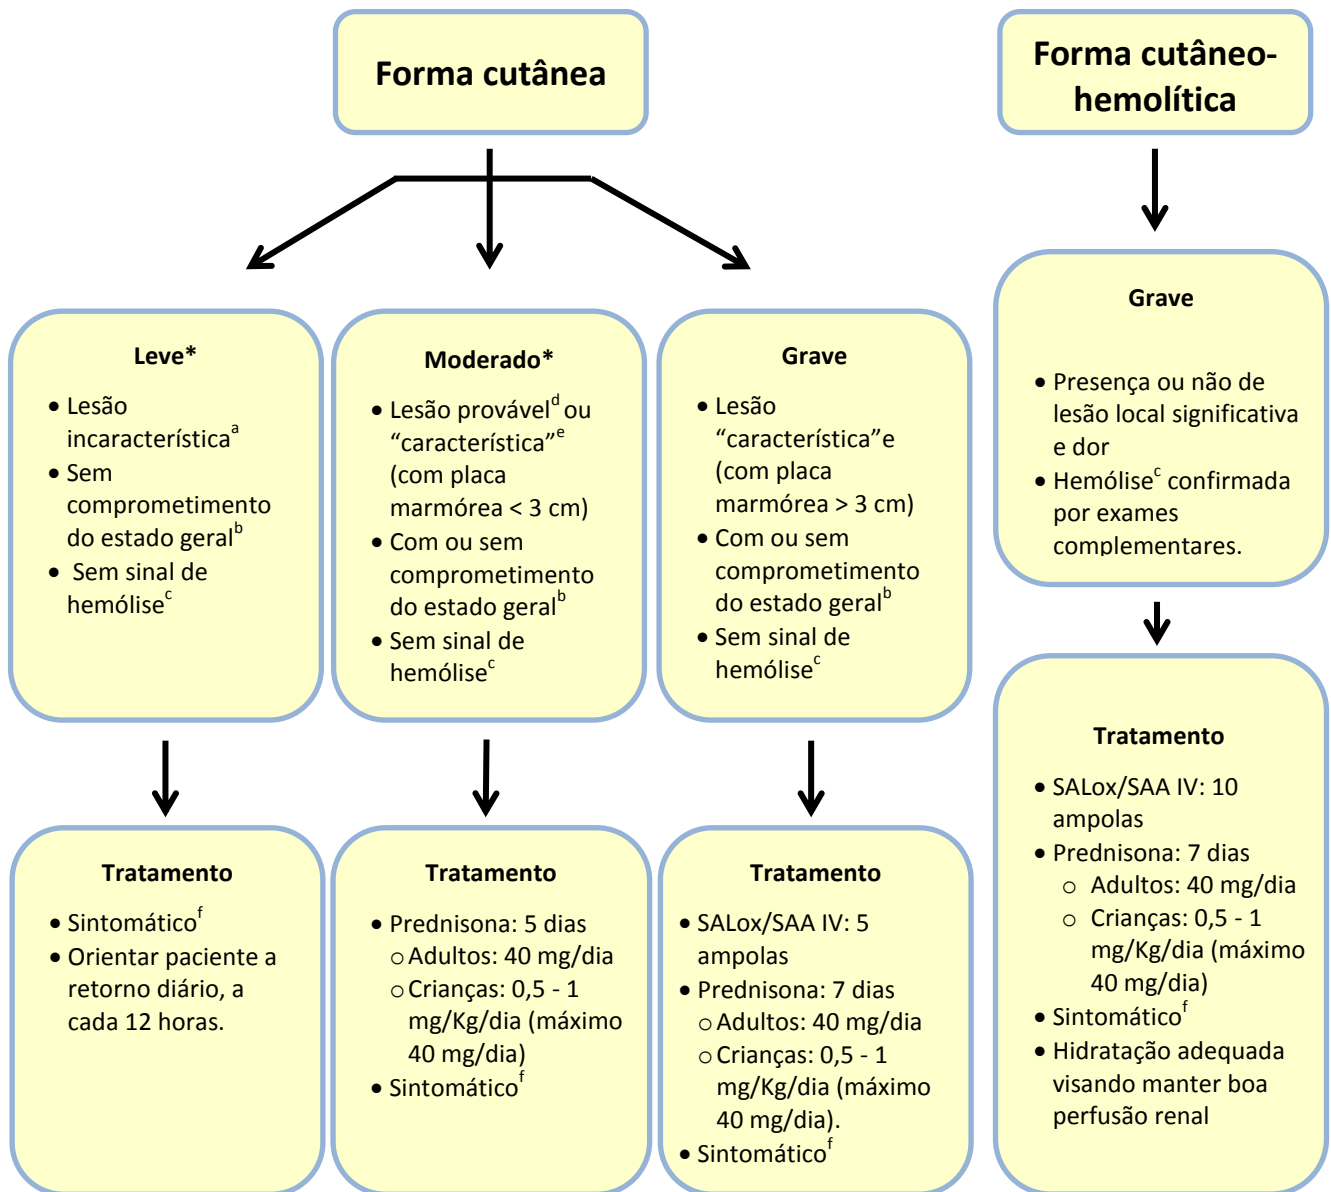 Forma cutânea
Forma cutâneo-
hemolítica
Leve*
• Lesão
incaracterísticaᵃ
• Sem
comprometimento
do estado geralᵇ
• Sem sinal de
hemóliseᶜ
Moderado*
• Lesão provávelᵈ ou
“característica”ᵉ
(com placa
marmórea < 3 cm)
• Com ou sem
comprometimento
do estado geralᵇ
• Sem sinal de
hemóliseᶜ
Grave
• Lesão
“característica”e
(com placa
marmórea > 3 cm)
• Com ou sem
comprometimento
do estado geralᵇ
• Sem sinal de
hemóliseᶜ
Grave
• Presença ou não de
lesão local significativa
e dor
• Hemóliseᶜ confirmada
por exames
complementares.
Tratamento
• Sintomáticoᶠ
• Orientar paciente a
retorno diário, a
cada 12 horas.
Tratamento
• Prednisona: 5 dias
o Adultos: 40 mg/dia
o Crianças: 0,5 - 1
mg/Kg/dia (máximo
40 mg/dia)
• Sintomáticoᶠ
Tratamento
• SALox/SAA IV: 5
ampolas
• Prednisona: 7 dias
o Adultos: 40 mg/dia
o Crianças: 0,5 - 1
mg/Kg/dia (máximo
40 mg/dia).
• Sintomáticoᶠ
Tratamento
• SALox/SAA IV: 10
ampolas
• Prednisona: 7 dias
o Adultos: 40 mg/dia
o Crianças: 0,5 - 1
mg/Kg/dia (máximo
40 mg/dia)
• Sintomáticoᶠ
• Hidratação adequada
visando manter boa
perfusão renal